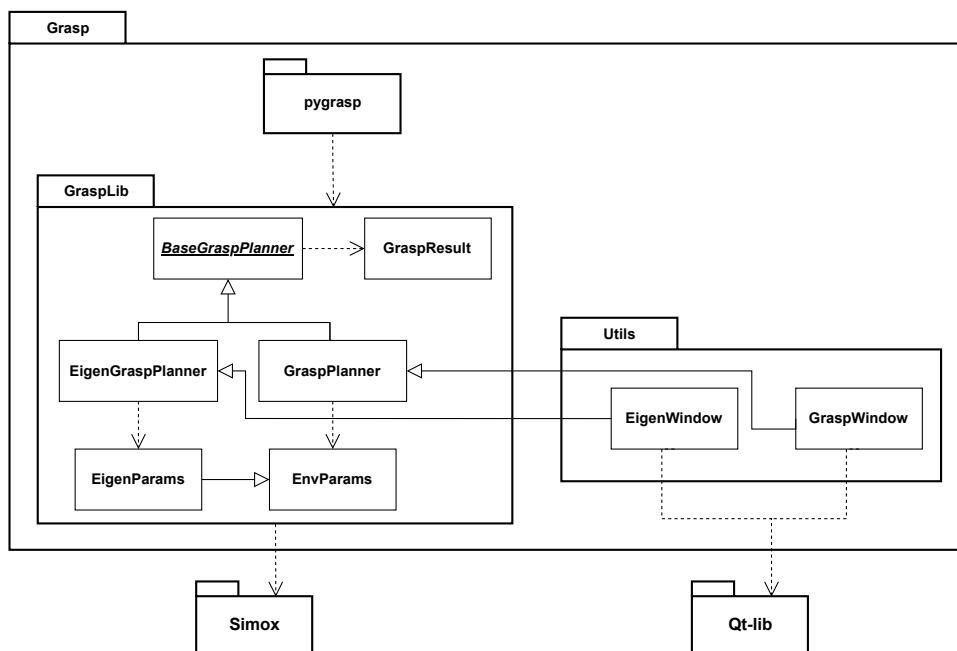 Grasp
pygrasp
GraspLib
BaseGraspPlanner
GraspResult
Utils
EigenGraspPlanner
GraspPlanner
EigenWindow
GraspWindow
EigenParams
EnvParams
Simox
Qt-lib